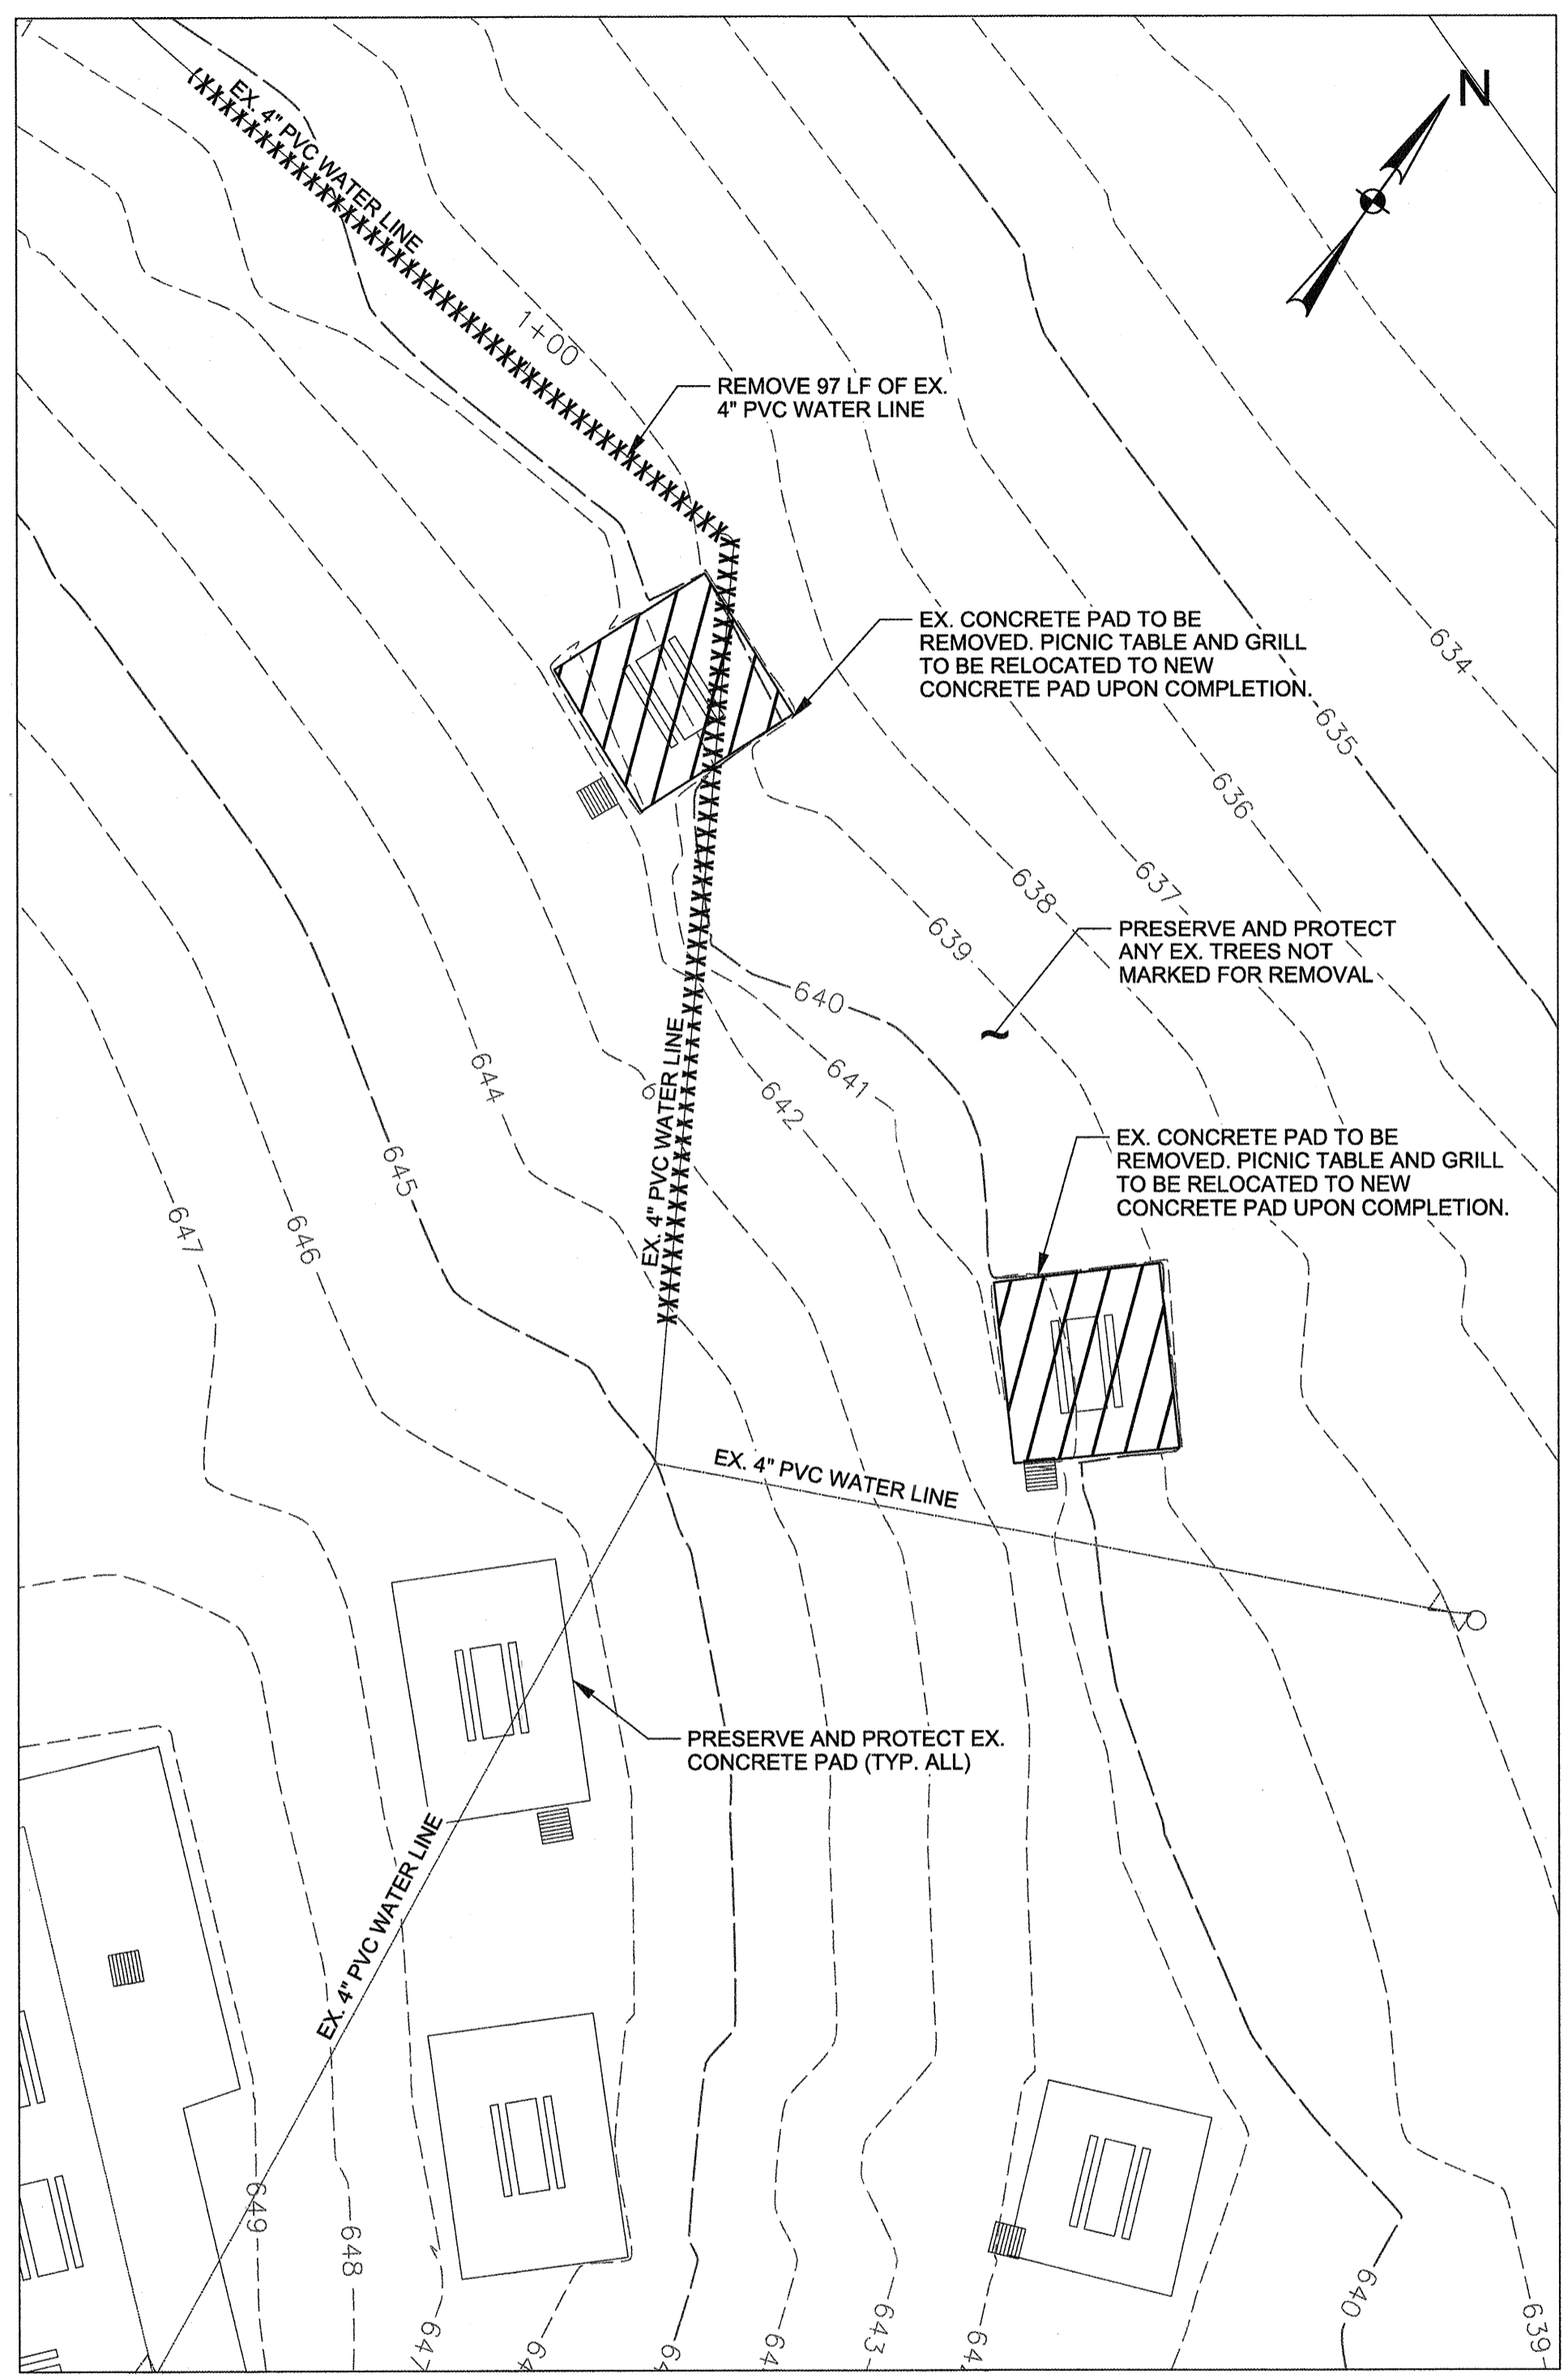 N
EX. 4" PVC WATER LINE
1+00
REMOVE 97 LF OF EX.
4" PVC WATER LINE
EX. CONCRETE PAD TO BE
REMOVED. PICNIC TABLE AND GRILL
TO BE RELOCATED TO NEW
CONCRETE PAD UPON COMPLETION.
634
635
636
637
638
639
PRESERVE AND PROTECT
ANY EX. TREES NOT
MARKED FOR REMOVAL
640
641
642
644
645
646
647
EX. 4" PVC WATER LINE
EX. CONCRETE PAD TO BE
REMOVED. PICNIC TABLE AND GRILL
TO BE RELOCATED TO NEW
CONCRETE PAD UPON COMPLETION.
EX. 4" PVC WATER LINE
PRESERVE AND PROTECT EX.
CONCRETE PAD (TYP. ALL)
EX. 4" PVC WATER LINE
649
648
647
643
640
639